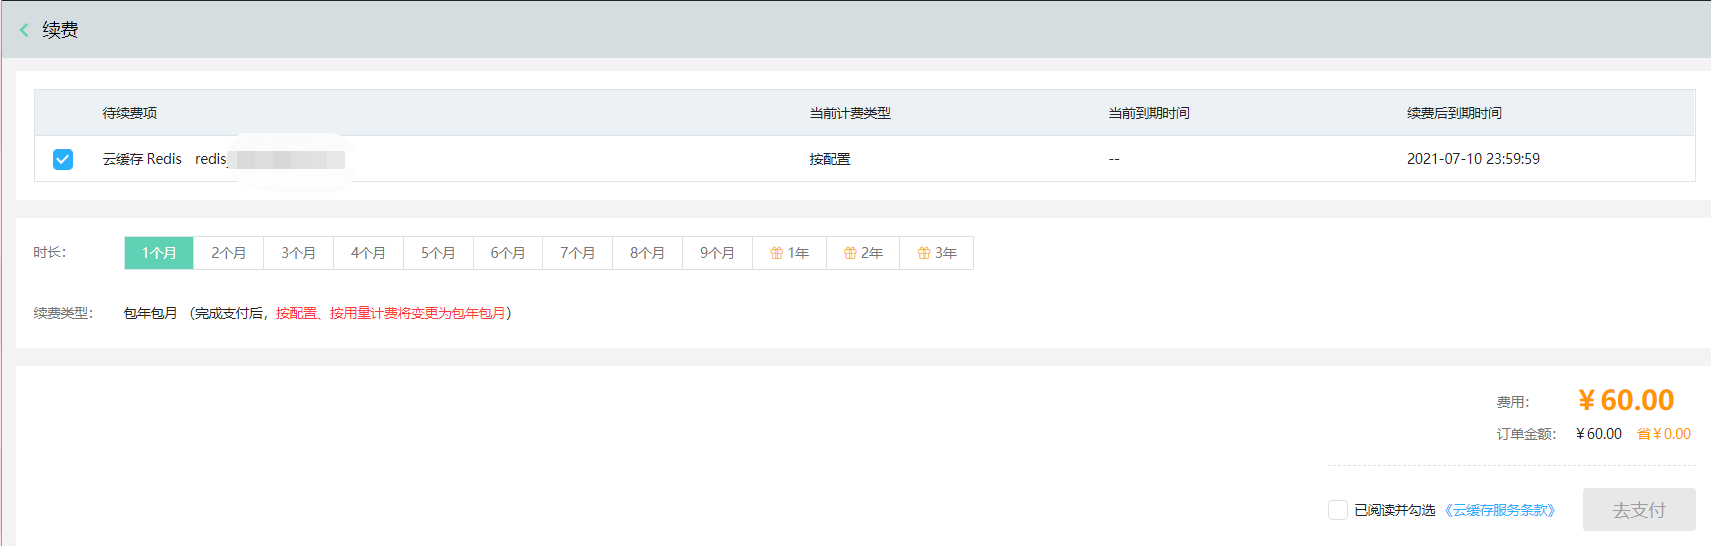 续费
待续费项 当前计费类型 当前到期时间 续费后到期时间
云缓存 Redis redis_ 按配置 -- 2021-07-10 23:59:59
时长： 1个月 2个月 3个月 4个月 5个月 6个月 7个月 8个月 9个月 1年 2年 3年
续费类型： 包年包月 （完成支付后，按配置、按用量计费将变更为包年包月）
费用： ¥60.00
订单金额： ¥60.00 省¥0.00
已阅读并勾选 《云缓存服务条款》 去支付